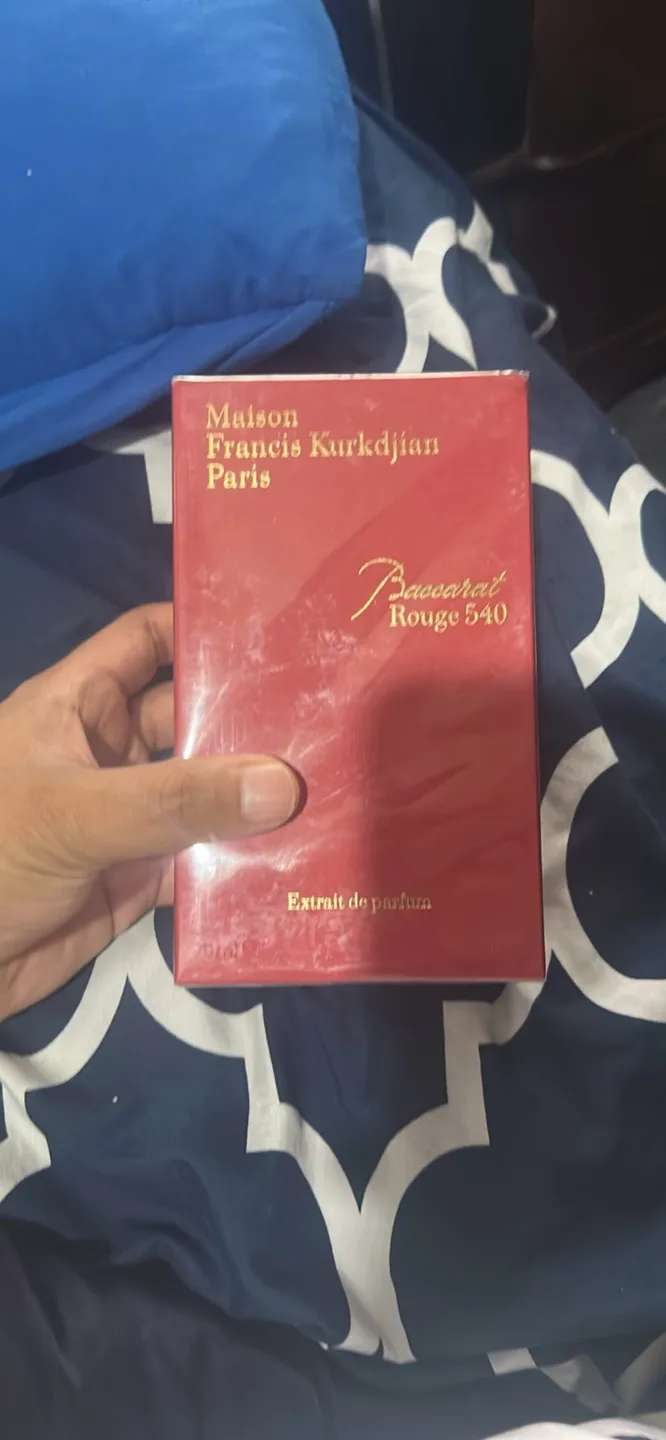 Maison
Francis Kurkdjian
Paris
Baccarat
Rouge 540
Extrait de parfum